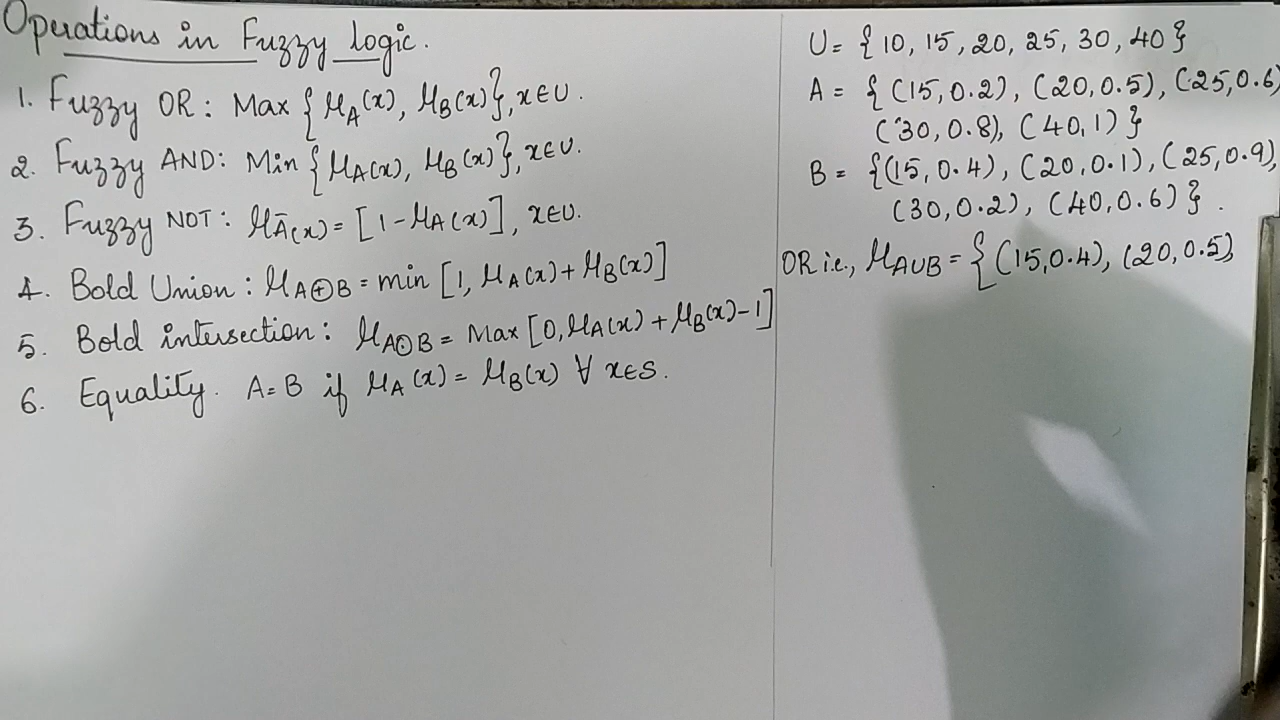 Operations in Fuzzy logic.
1. Fuzzy OR : Max {μA(x), μB(x)}, x∈U.
2. Fuzzy AND: Min {μA(x), μB(x)}, x∈U.
3. Fuzzy NOT: μĀ(x) = [1-μA(x)], x∈U.
4. Bold Union : μA⊕B = min [1, μA(x) + μB(x)]
5. Bold intersection : μA⊙B = Max [0, μA(x) + μB(x) - 1]
6. Equality. A=B if μA(x) = μB(x) ∀ x∈S.
U = { 10, 15, 20, 25, 30, 40 }
A = { (15, 0.2), (20, 0.5), (25, 0.6)
(30, 0.8), (40, 1) }
B = {(15, 0.4), (20, 0.1), (25, 0.9),
(30, 0.2), (40, 0.6) } .
OR i.e., μA∪B = { (15, 0.4), (20, 0.5),